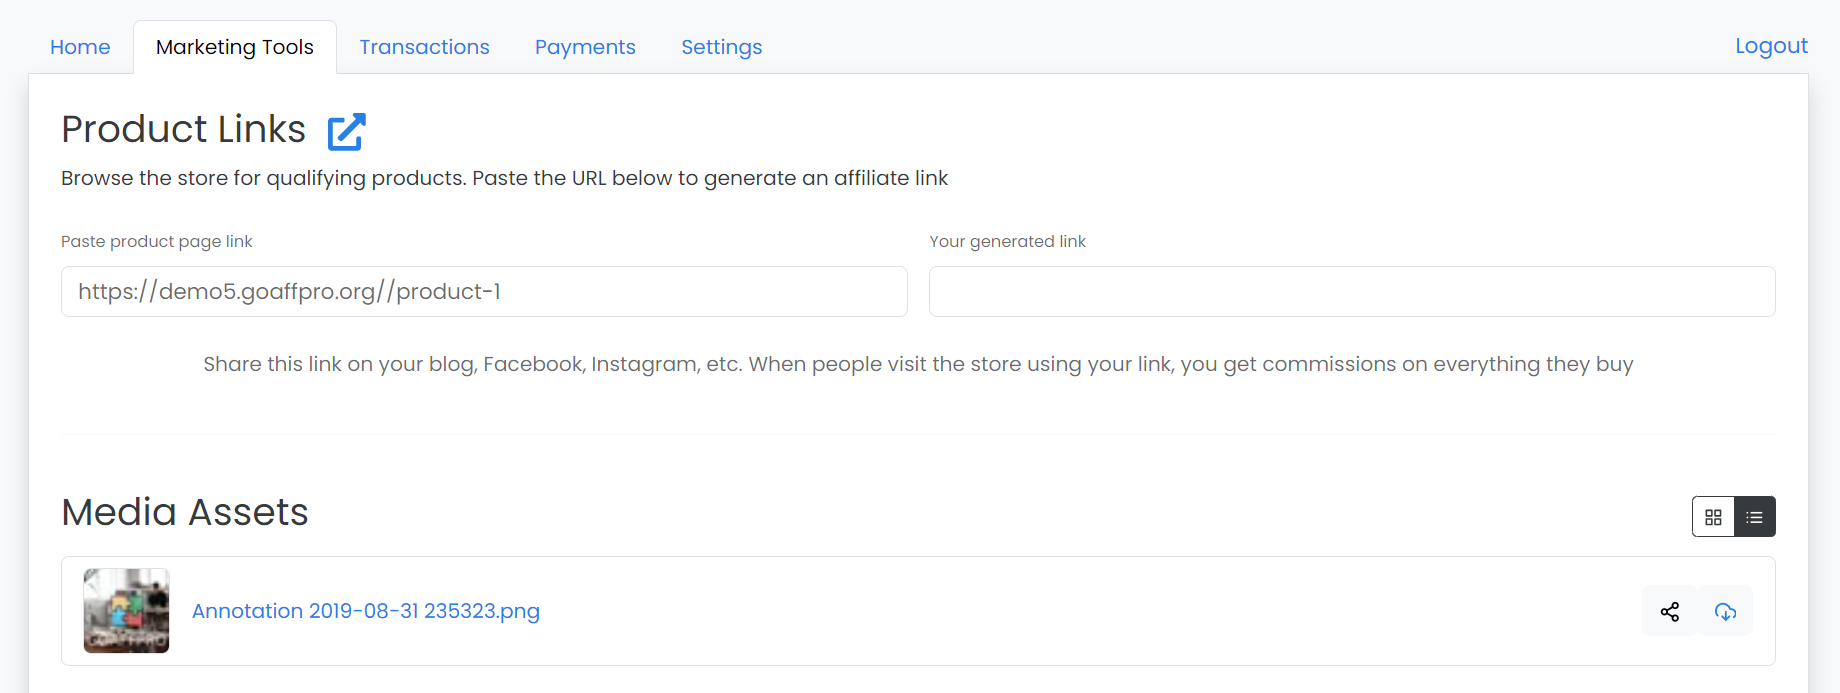 Home
Marketing Tools
Transactions
Payments
Settings
Logout
Product Links
Browse the store for qualifying products. Paste the URL below to generate an affiliate link
Paste product page link
Your generated link
https://demo5.goaffpro.org//product-1
Share this link on your blog, Facebook, Instagram, etc. When people visit the store using your link, you get commissions on everything they buy
Media Assets
Annotation 2019-08-31 235323.png